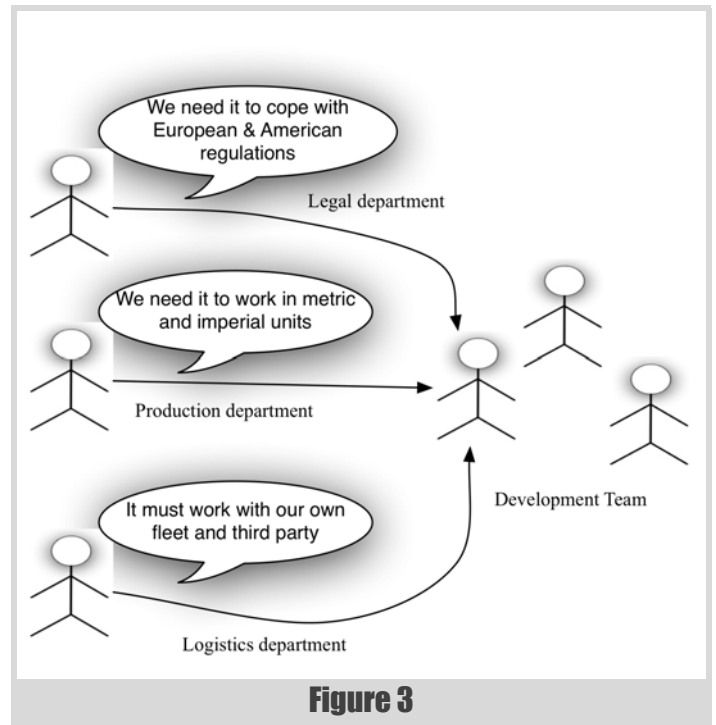 We need it to cope with
European & American
regulations
Legal department
We need it to work in metric
and imperial units
Production department
It must work with our own
fleet and third party
Development Team
Logistics department
Figure 3